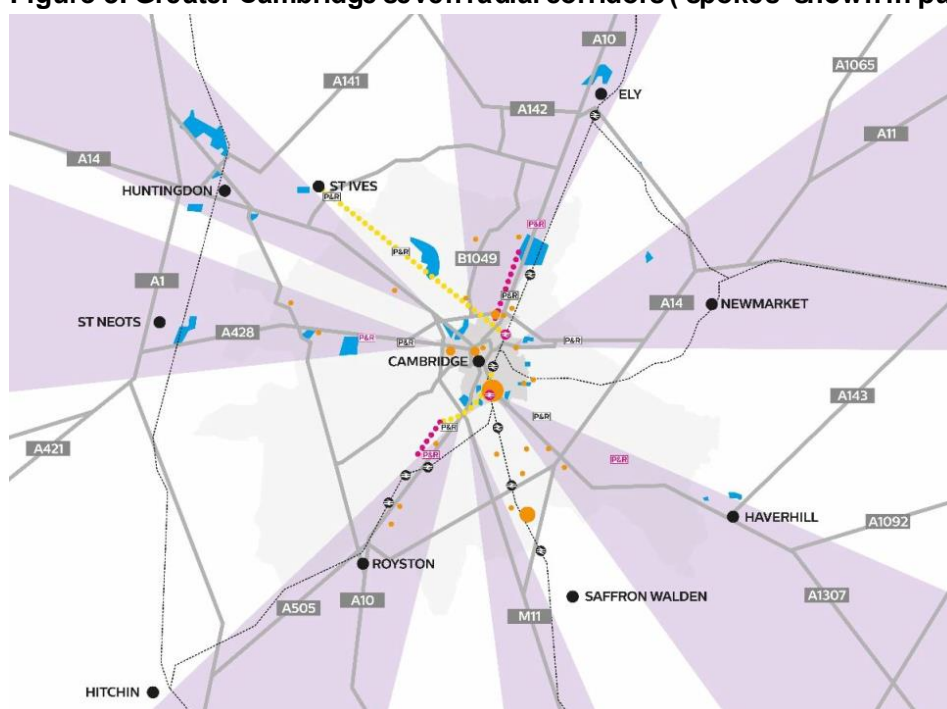 Figure 3: Greater Cambridge seven radial corridors ('spokes' shown in pu
A10
A1065
A141
ELY
A142
A11
A14
ST IVES
HUNTINGDON
P&R
P&R
P&R
B1049
A1
P&R
A14
NEWMARKET
ST NEOTS
A428
P&R
P&R
P&R
CAMBRIDGE
A143
P&R
P&R
A421
P&R
P&R
HAVERHILL
A1092
ROYSTON
A505
A10
SAFFRON WALDEN
A1307
M11
HITCHIN